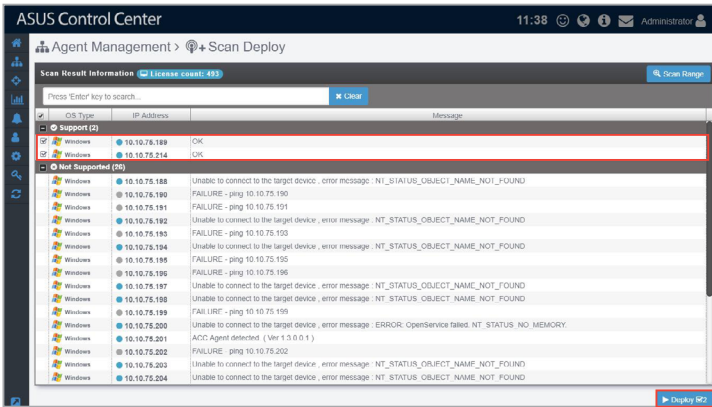 ASUS Control Center
11:38
Administrator
Agent Management > + Scan Deploy
Scan Result Information License count: 493
Scan Range
Press 'Enter' key to search...
Clear
OS Type IP Address Message
Support (2)
Windows 10.10.75.189 OK
Windows 10.10.75.214 OK
Not Supported (26)
Windows 10.10.75.188 Unable to connect to the target device , error message : NT_STATUS_OBJECT_NAME_NOT_FOUND
Windows 10.10.75.190 FAILURE - ping 10.10.75.190
Windows 10.10.75.191 FAILURE - ping 10.10.75.191
Windows 10.10.75.192 Unable to connect to the target device , error message : NT_STATUS_OBJECT_NAME_NOT_FOUND
Windows 10.10.75.193 FAILURE - ping 10.10.75.193
Windows 10.10.75.194 Unable to connect to the target device , error message : NT_STATUS_OBJECT_NAME_NOT_FOUND
Windows 10.10.75.195 FAILURE - ping 10.10.75.195
Windows 10.10.75.196 FAILURE - ping 10.10.75.196
Windows 10.10.75.197 Unable to connect to the target device , error message : NT_STATUS_OBJECT_NAME_NOT_FOUND
Windows 10.10.75.198 Unable to connect to the target device , error message : NT_STATUS_OBJECT_NAME_NOT_FOUND
Windows 10.10.75.199 FAILURE - ping 10.10.75.199
Windows 10.10.75.200 Unable to connect to the target device , error message : ERROR: OpenService failed. NT_STATUS_NO_MEMORY.
Windows 10.10.75.201 ACC Agent detected. ( Ver 1.3.0.0.1 )
Windows 10.10.75.202 FAILURE - ping 10.10.75.202
Windows 10.10.75.203 Unable to connect to the target device , error message : NT_STATUS_OBJECT_NAME_NOT_FOUND
Windows 10.10.75.204 Unable to connect to the target device , error message : NT_STATUS_OBJECT_NAME_NOT_FOUND
Deploy 2